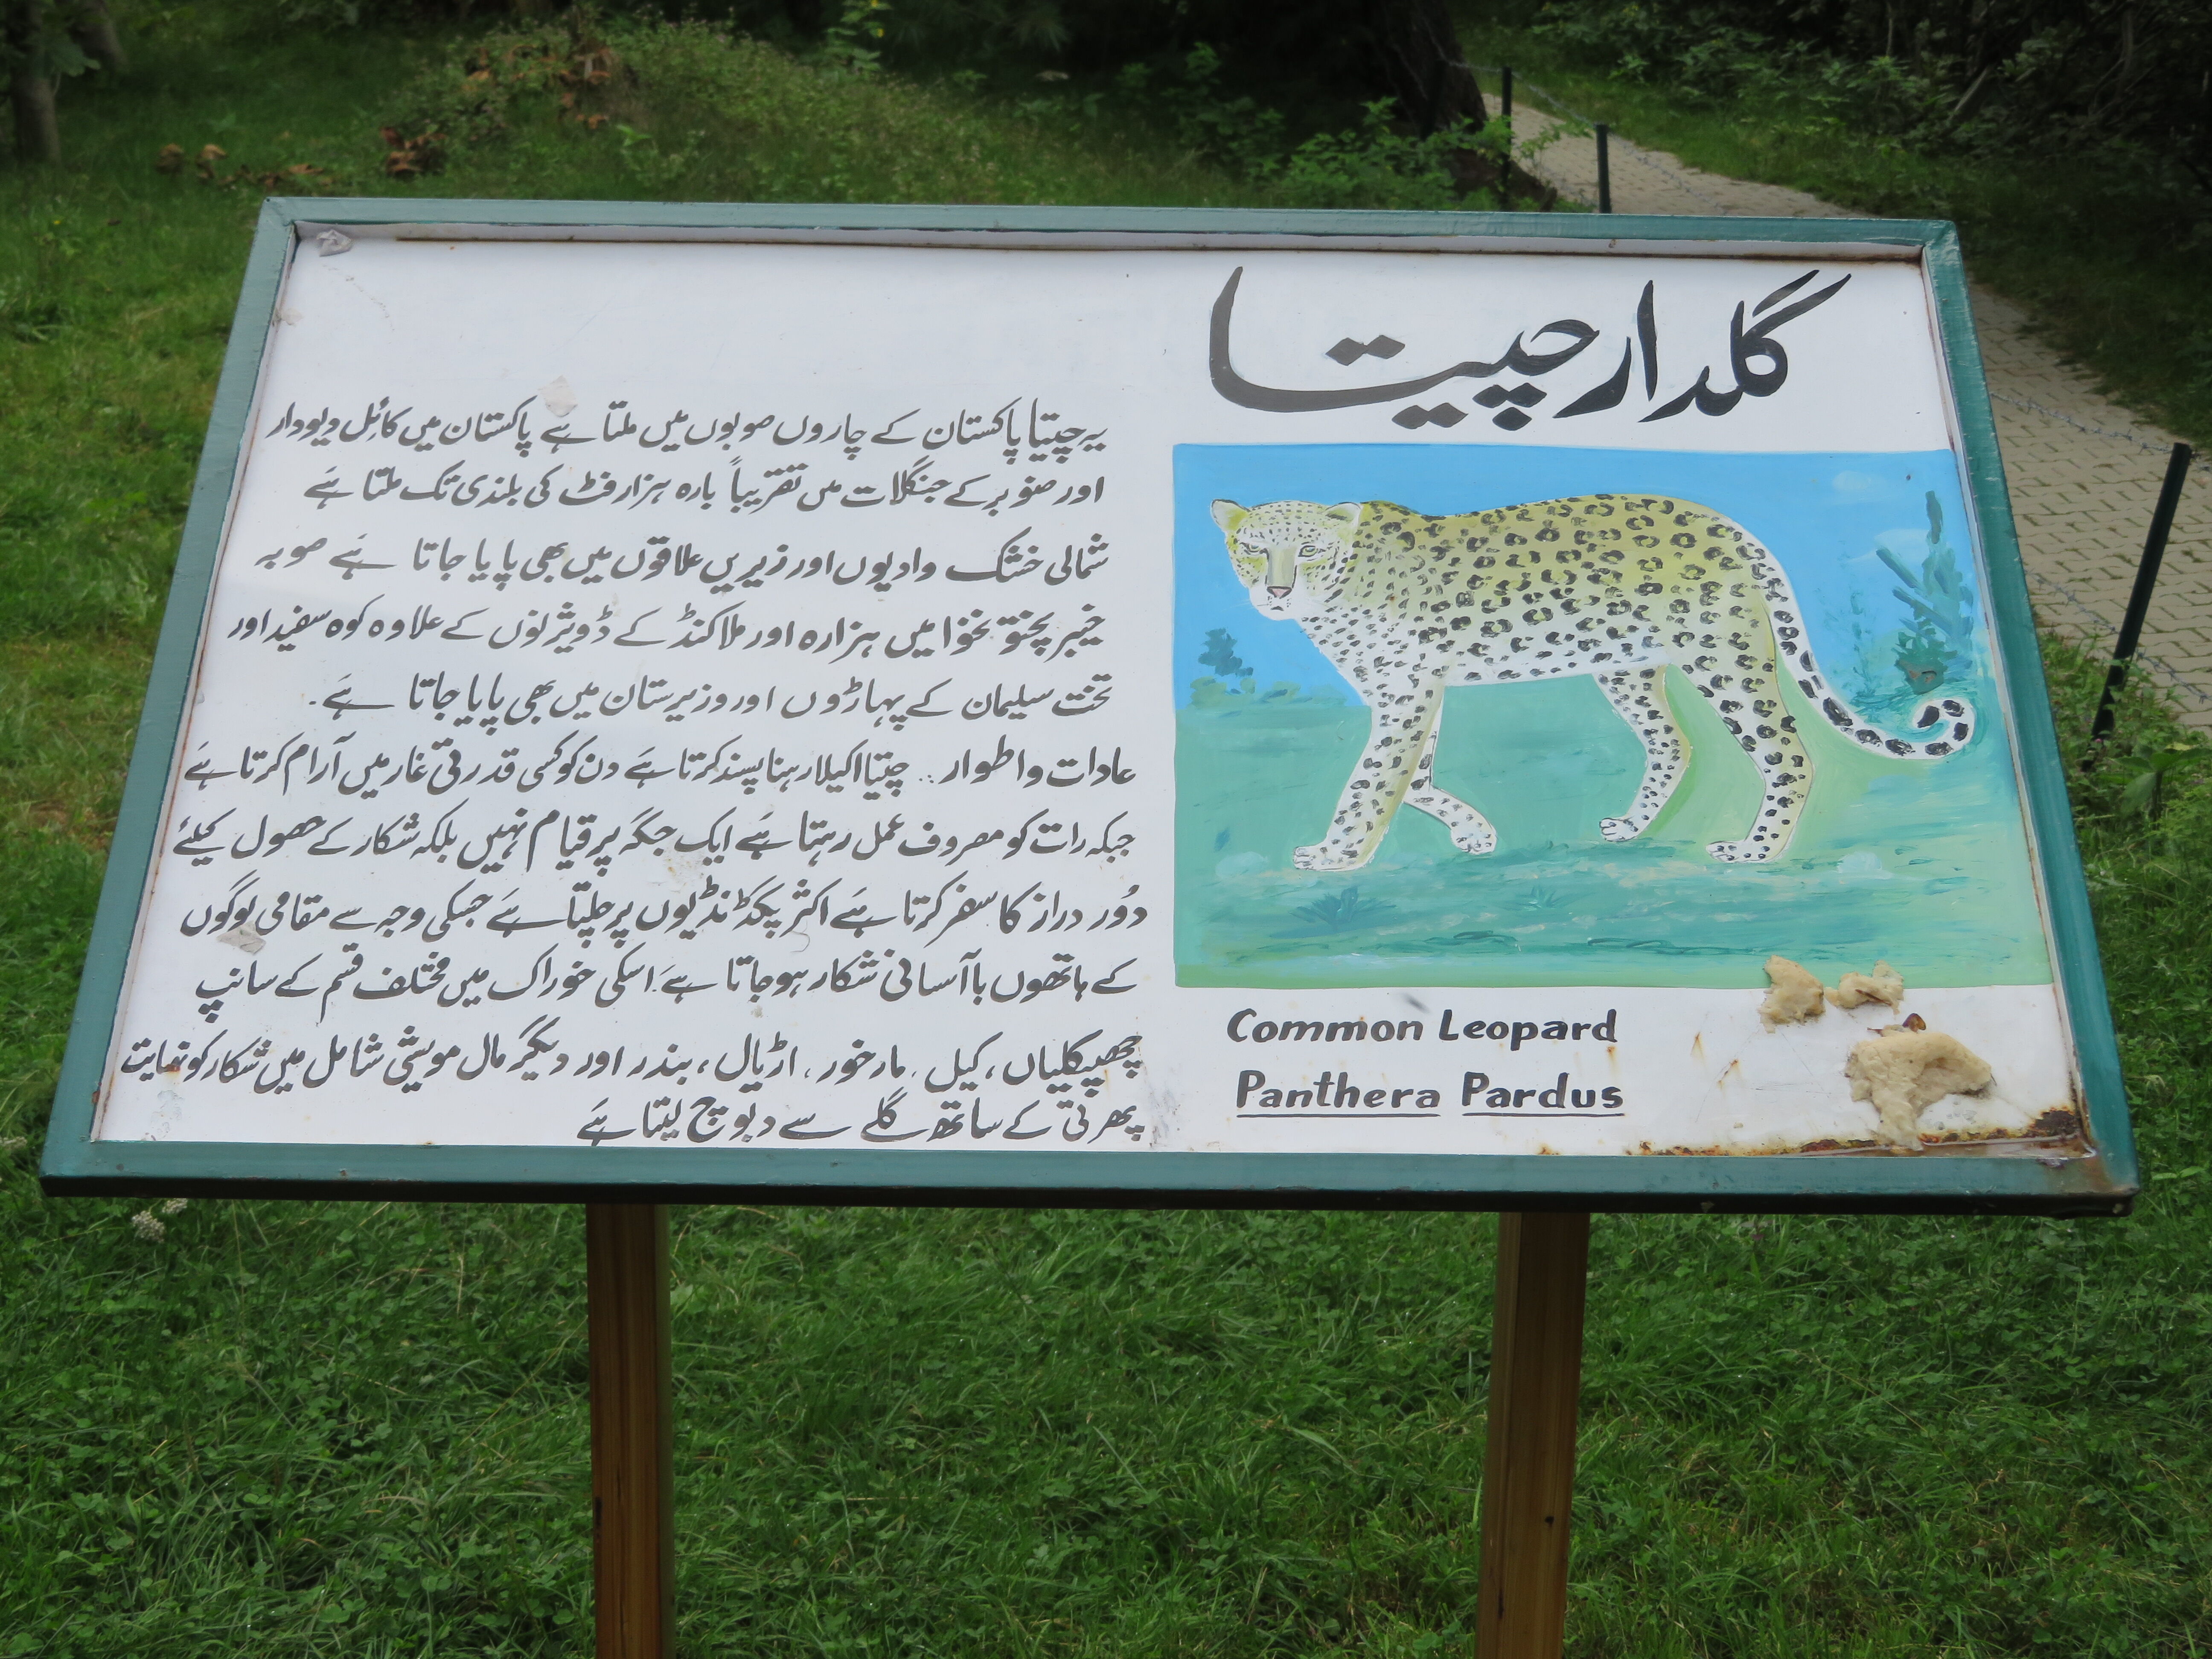 گلدار چیتا
یہ چیتا پاکستان کے چاروں صوبوں میں ملتا ہے پاکستان میں کائل دیودار
اور صنوبر کے جنگلات میں تقریباً بارہ ہزار فٹ کی بلندی تک ملتا ہے
شمالی خشک وادیوں اور زیریں علاقوں میں بھی پایا جاتا ہے صوبہ
خیبر پختونخوا میں ہزارہ اور ملاکنڈ کے ڈویژنوں کے علاوہ کوہ سفید اور
تخت سیلمان کے پہاڑوں اور وزیرستان میں بھی پایا جاتا ہے.
عادات و اطوار .. چیتا اکیلا رہنا پسند کرتا ہے دن کو کسی قدرتی غار میں آرام کرتا ہے
جبکہ رات کو مصروف عمل رہتا ہے ایک جگہ پر قیام نہیں بلکہ شکار کے حصول کیلئے
دُور دراز کا سفر کرتا ہے اکثر پگڈنڈیوں پر چلتا ہے جسکی وجہ سے مقامی لوگوں
کے ہاتھوں باآسانی شکار ہو جاتا ہے. اسکی خوراک میں مختلف قسم کے سانپ
چھپکلیاں، کیل، مارخور، اڑیال، بندر اور دیگر مال مویشی شامل ہیں شکار کو نہایت
پھرتی کے ساتھ گلے سے دبوچ لیتا ہے
Common Leopard
Panthera Pardus